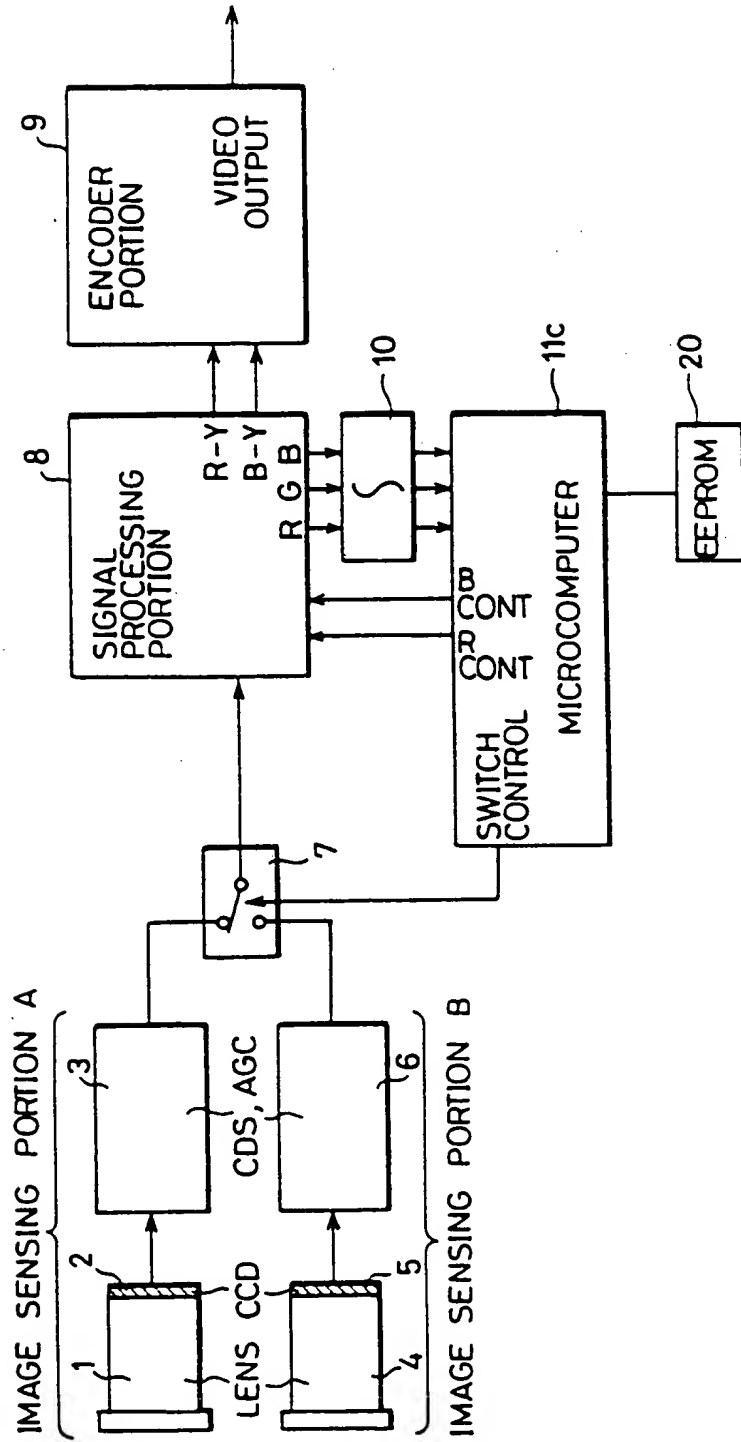 IMAGE SENSING PORTION A
1
2
3
LENS CCD
CDS, AGC
4
5
6
IMAGE SENSING PORTION B
7
8
SIGNAL
PROCESSING
PORTION
R-Y
B-Y
R G B
9
ENCODER
PORTION
VIDEO
OUTPUT
10
SWITCH
CONTROL
R
CONT
B
CONT
MICROCOMPUTER
11c
EEPROM
20